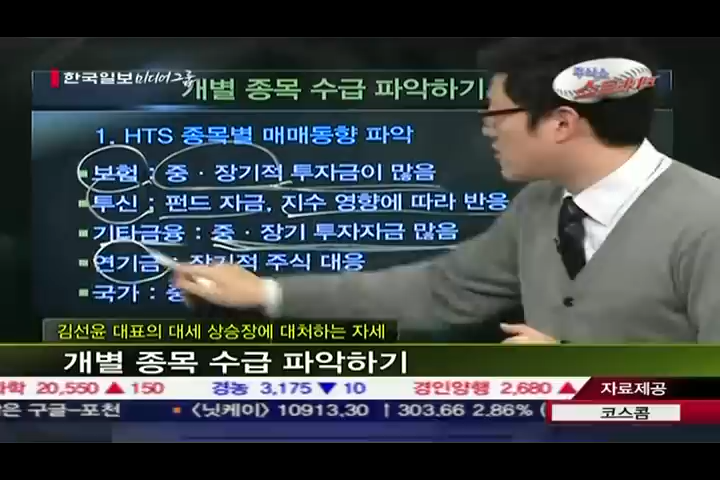 한국일보 미디어그룹
개별 종목 수급 파악하기
주식쇼
1. HTS 종목별 매매동향 파악
보험 : 중 · 장기적 투자금이 많음
투신 : 펀드 자금, 지수 영향에 따라 반응
기타금융 : 중 · 장기 투자자금 많음
연기금 : 장기적 주식 대응
국가 :
김선윤 대표의 대세 상승장에 대처하는 자세
개별 종목 수급 파악하기
화학 20,550 ▲ 150 경농 3,175 ▼ 10 경인양행 2,680 ▲ 자료제공
은 구글-포천 ▪ <닛케이> 10913.30 303.66 2.86% 코스콤